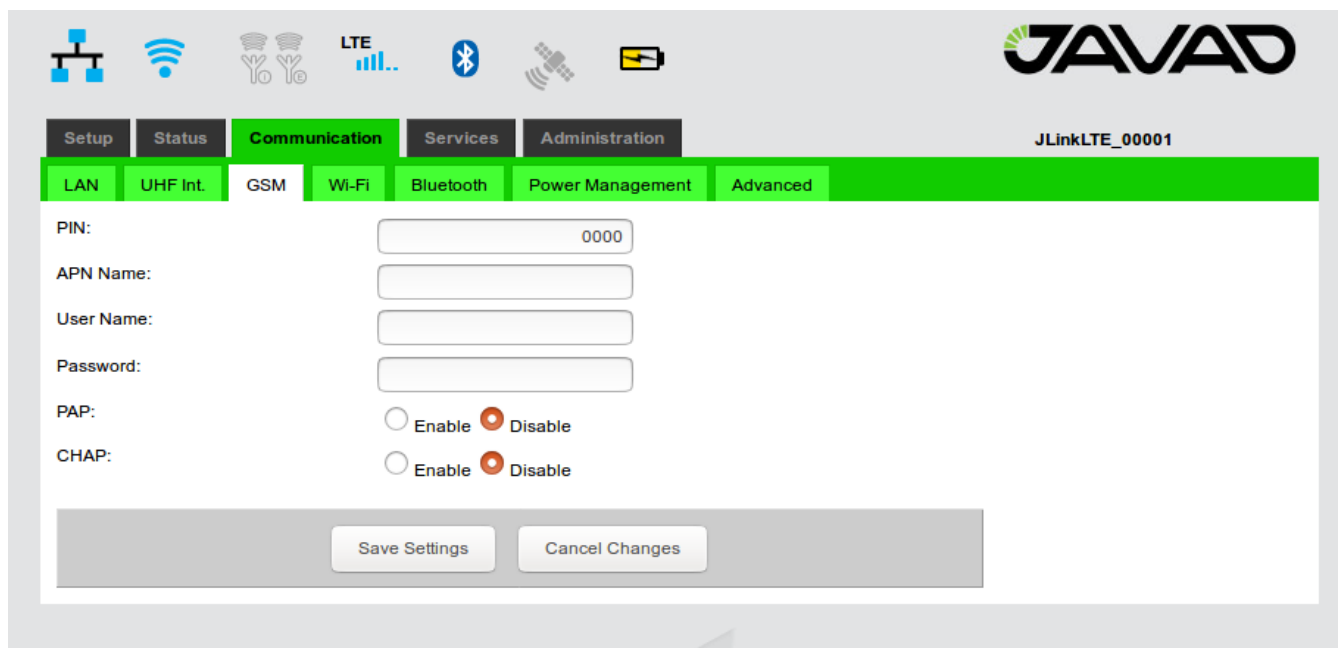 LTE
JAVAD
Setup Status Communication Services Administration JLinkLTE_00001
LAN UHF Int. GSM Wi-Fi Bluetooth Power Management Advanced
PIN: 0000
APN Name:
User Name:
Password:
PAP: Enable Disable
CHAP: Enable Disable
Save Settings Cancel Changes